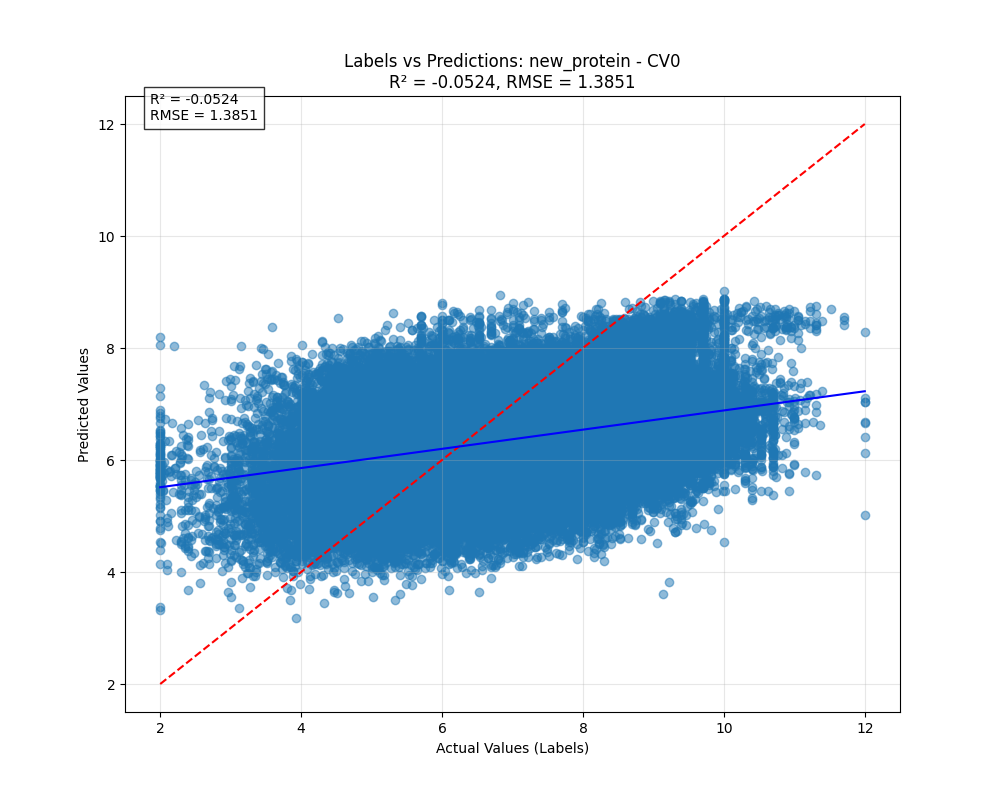 Labels vs Predictions: new_protein - CV0
R² = -0.0524, RMSE = 1.3851
R² = -0.0524
RMSE = 1.3851
12
10
8
6
4
2
Predicted Values
2 4 6 8 10 12
Actual Values (Labels)